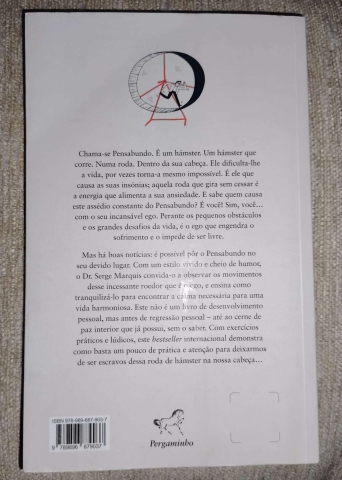 Chama-se Pensabundo. É um hámster. Um hámster que
corre. Numa roda. Dentro da sua cabeça. Ele dificulta-lhe
a vida, por vezes torna-a mesmo impossível. É ele que
causa as suas insónias; aquela roda que gira sem cessar é
a energia que alimenta a sua ansiedade. E sabe quem causa
este assédio constante do Pensabundo? É você! Sim, você…
com o seu incansável ego. Perante os pequenos obstáculos
e os grandes desafios da vida, é o ego que engendra o
sofrimento e o impede de ser livre.
Mas há boas notícias: é possível pôr o Pensabundo no
seu devido lugar. Com um estilo vívido e cheio de humor,
o Dr. Serge Marquis convida-o a observar os movimentos
desse incessante roedor que é o ego, e ensina como
tranquilizá-lo para encontrar a calma necessária para uma
vida harmoniosa. Este não é um livro de desenvolvimento
pessoal, mas antes de regressão pessoal – até ao cerne de
paz interior que já possui, sem o saber. Com exercícios
práticos e lúdicos, este bestseller internacional demonstra
como basta um pouco de prática e atenção para deixarmos
de ser escravos dessa roda de hámster na nossa cabeça…
Pergaminho